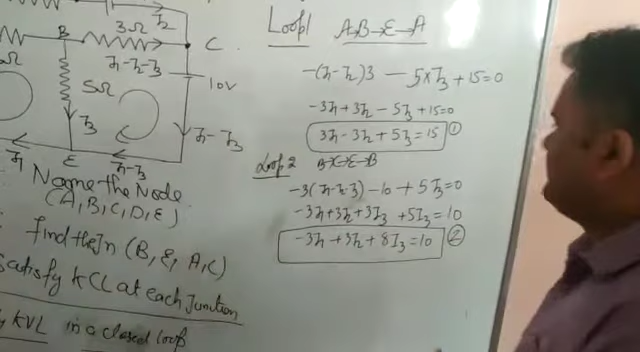 I2
3Ω
B
C
I1-I2-I3
10V
Ω
5Ω
I3
I1-I3
I1
E
I1-I3
Name the Node
(A, B, C, D, E)
find the Jn (B, E, A, C)
satisfy KCL at each Junction
KVL in a closed loop
Loop1 A-B→E→A
-(I1-I2)3 - 5×I3 + 15=0
-3I1+3I2-5I3+15=0
3I1-3I2+5I3=15 ①
Loop 2 B→C→E→B
-3(I1-I2-I3)-10+5I3=0
-3I1+3I2+3I3+5I3=10
-3I1+3I2+8I3=10 ②